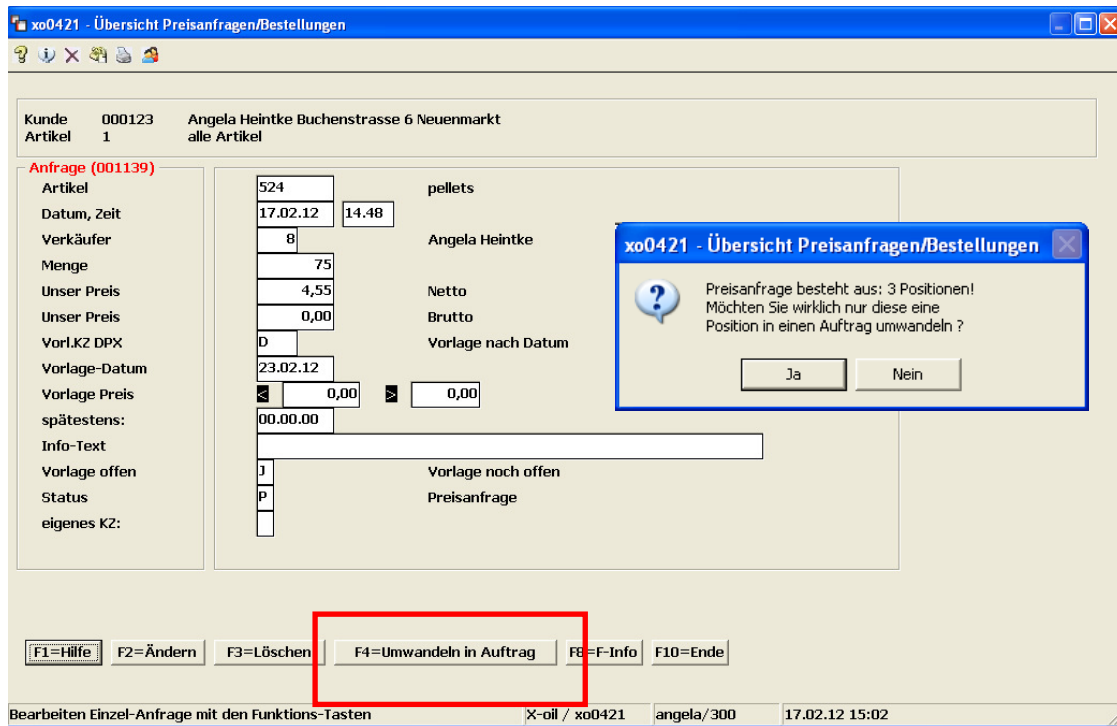 xo0421 - Übersicht Preisanfragen/Bestellungen
Kunde 000123 Angela Heintke Buchenstrasse 6 Neuenmarkt
Artikel 1 alle Artikel
Anfrage (001139)
Artikel 524 pellets
Datum, Zeit 17.02.12 14.48
Verkäufer 8 Angela Heintke
Menge 75
Unser Preis 4,55 Netto
Unser Preis 0,00 Brutto
Vorl.KZ DPX D Vorlage nach Datum
Vorlage-Datum 23.02.12
Vorlage Preis < 0,00 > 0,00
spätestens: 00.00.00
Info-Text
Vorlage offen J Vorlage noch offen
Status P Preisanfrage
eigenes KZ:
xo0421 - Übersicht Preisanfragen/Bestellungen
Preisanfrage besteht aus: 3 Positionen!
Möchten Sie wirklich nur diese eine
Position in einen Auftrag umwandeln ?
Ja Nein
F1=Hilfe F2=Ändern F3=Löschen F4=Umwandeln in Auftrag F8=F-Info F10=Ende
Bearbeiten Einzel-Anfrage mit den Funktions-Tasten X-oil / xo0421 angela/300 17.02.12 15:02